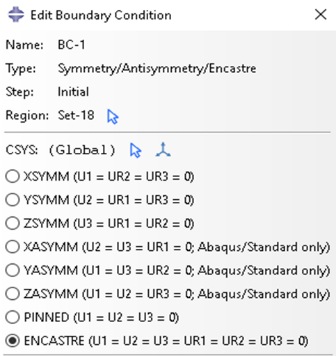 Edit Boundary Condition
Name: BC-1
Type: Symmetry/Antisymmetry/Encastre
Step: Initial
Region: Set-18
CSYS: (Global)
XSYMM (U1 = UR2 = UR3 = 0)
YSYMM (U2 = UR1 = UR3 = 0)
ZSYMM (U3 = UR1 = UR2 = 0)
XASYMM (U2 = U3 = UR1 = 0; Abaqus/Standard only)
YASYMM (U1 = U3 = UR2 = 0; Abaqus/Standard only)
ZASYMM (U1 = U2 = UR3 = 0; Abaqus/Standard only)
PINNED (U1 = U2 = U3 = 0)
ENCASTRE (U1 = U2 = U3 = UR1 = UR2 = UR3 = 0)